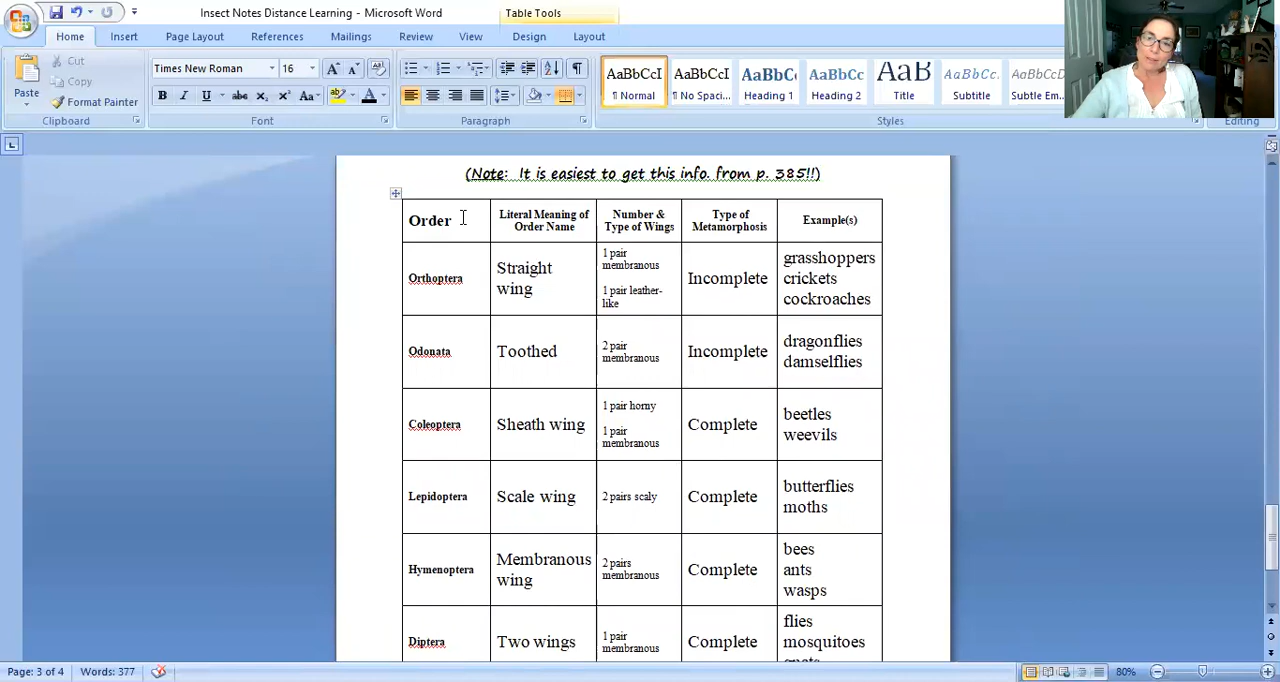 Insect Notes Distance Learning - Microsoft Word
Table Tools
Home Insert Page Layout References Mailings Review View Design Layout
Paste
Cut
Copy
Format Painter
Clipboard
Times New Roman 16
B I U abc X₂ X² Aa
Font
Paragraph
AaBbCcI AaBbCcI AaBbC AaBbCc AaB AaBbCc. AaBbCc
¶ Normal ¶ No Spaci... Heading 1 Heading 2 Title Subtitle Subtle Em...
Styles
Editing
(Note: It is easiest to get this info. from p. 385!!)
Order
Literal Meaning of
Order Name
Number &
Type of Wings
Type of
Metamorphosis
Example(s)
Orthoptera
Straight
wing
1 pair
membranous
1 pair leather-
like
Incomplete
grasshoppers
crickets
cockroaches
Odonata
Toothed
2 pair
membranous
Incomplete
dragonflies
damselflies
Coleoptera
Sheath wing
1 pair horny
1 pair
membranous
Complete
beetles
weevils
Lepidoptera
Scale wing
2 pairs scaly
Complete
butterflies
moths
Hymenoptera
Membranous
wing
2 pairs
membranous
Complete
bees
ants
wasps
Diptera
Two wings
1 pair
membranous
Complete
flies
mosquitoes
Page: 3 of 4 Words: 377
80%